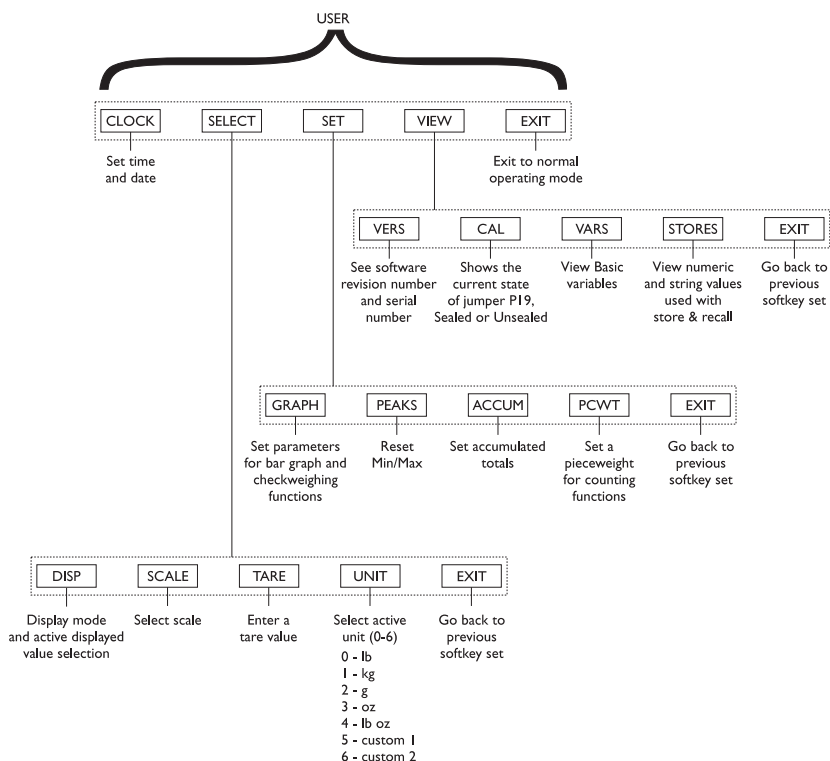 USER
CLOCK
Set time
and date
SELECT
SET
VIEW
EXIT
Exit to normal
operating mode
VERS
See software
revision number
and serial
number
CAL
Shows the
current state
of jumper P19,
Sealed or Unsealed
VARS
View Basic
variables
STORES
View numeric
and string values
used with
store & recall
EXIT
Go back to
previous
softkey set
GRAPH
Set parameters
for bar graph and
checkweighing
functions
PEAKS
Reset
Min/Max
ACCUM
Set accumulated
totals
PCWT
Set a
pieceweight
for counting
functions
EXIT
Go back to
previous
softkey set
DISP
Display mode
and active displayed
value selection
SCALE
Select scale
TARE
Enter a
tare value
UNIT
Select active
unit (0-6)
0 - lb
1 - kg
2 - g
3 - oz
4 - lb oz
5 - custom 1
6 - custom 2
EXIT
Go back to
previous
softkey set